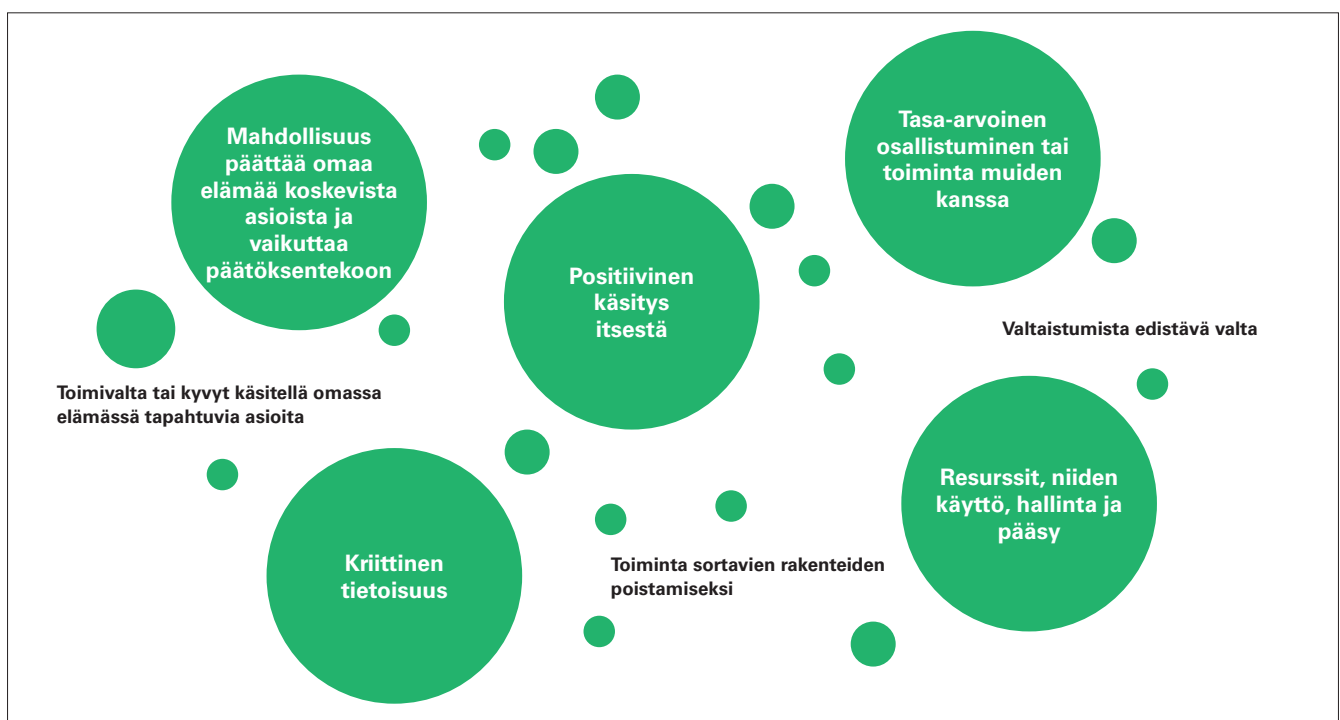 Mahdollisuus
päättää omaa
elämää koskevista
asioista ja
vaikuttaa
päätöksentekoon
Tasa-arvoinen
osallistuminen tai
toiminta muiden
kanssa
Positiivinen
käsitys
itsestä
Valtaistumista edistävä valta
Toimivalta tai kyvyt käsitellä omassa
elämässä tapahtuvia asioita
Resurssit, niiden
käyttö, hallinta ja
pääsy
Kriittinen
tietoisuus
Toiminta sortavien rakenteiden
poistamiseksi